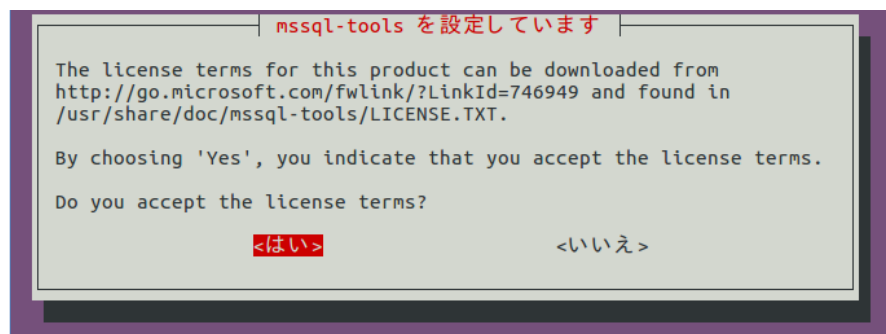 mssql-tools を設定しています
The license terms for this product can be downloaded from
http://go.microsoft.com/fwlink/?LinkId=746949 and found in
/usr/share/doc/mssql-tools/LICENSE.TXT.
By choosing 'Yes', you indicate that you accept the license terms.
Do you accept the license terms?
<はい> <いいえ>